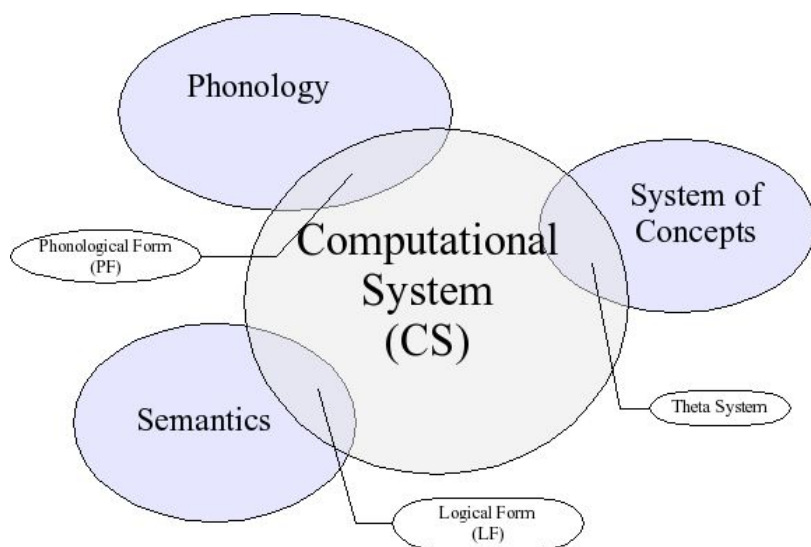 Phonology
System of
Concepts
Computational
System
(CS)
Phonological Form
(PF)
Semantics
Theta System
Logical Form
(LF)